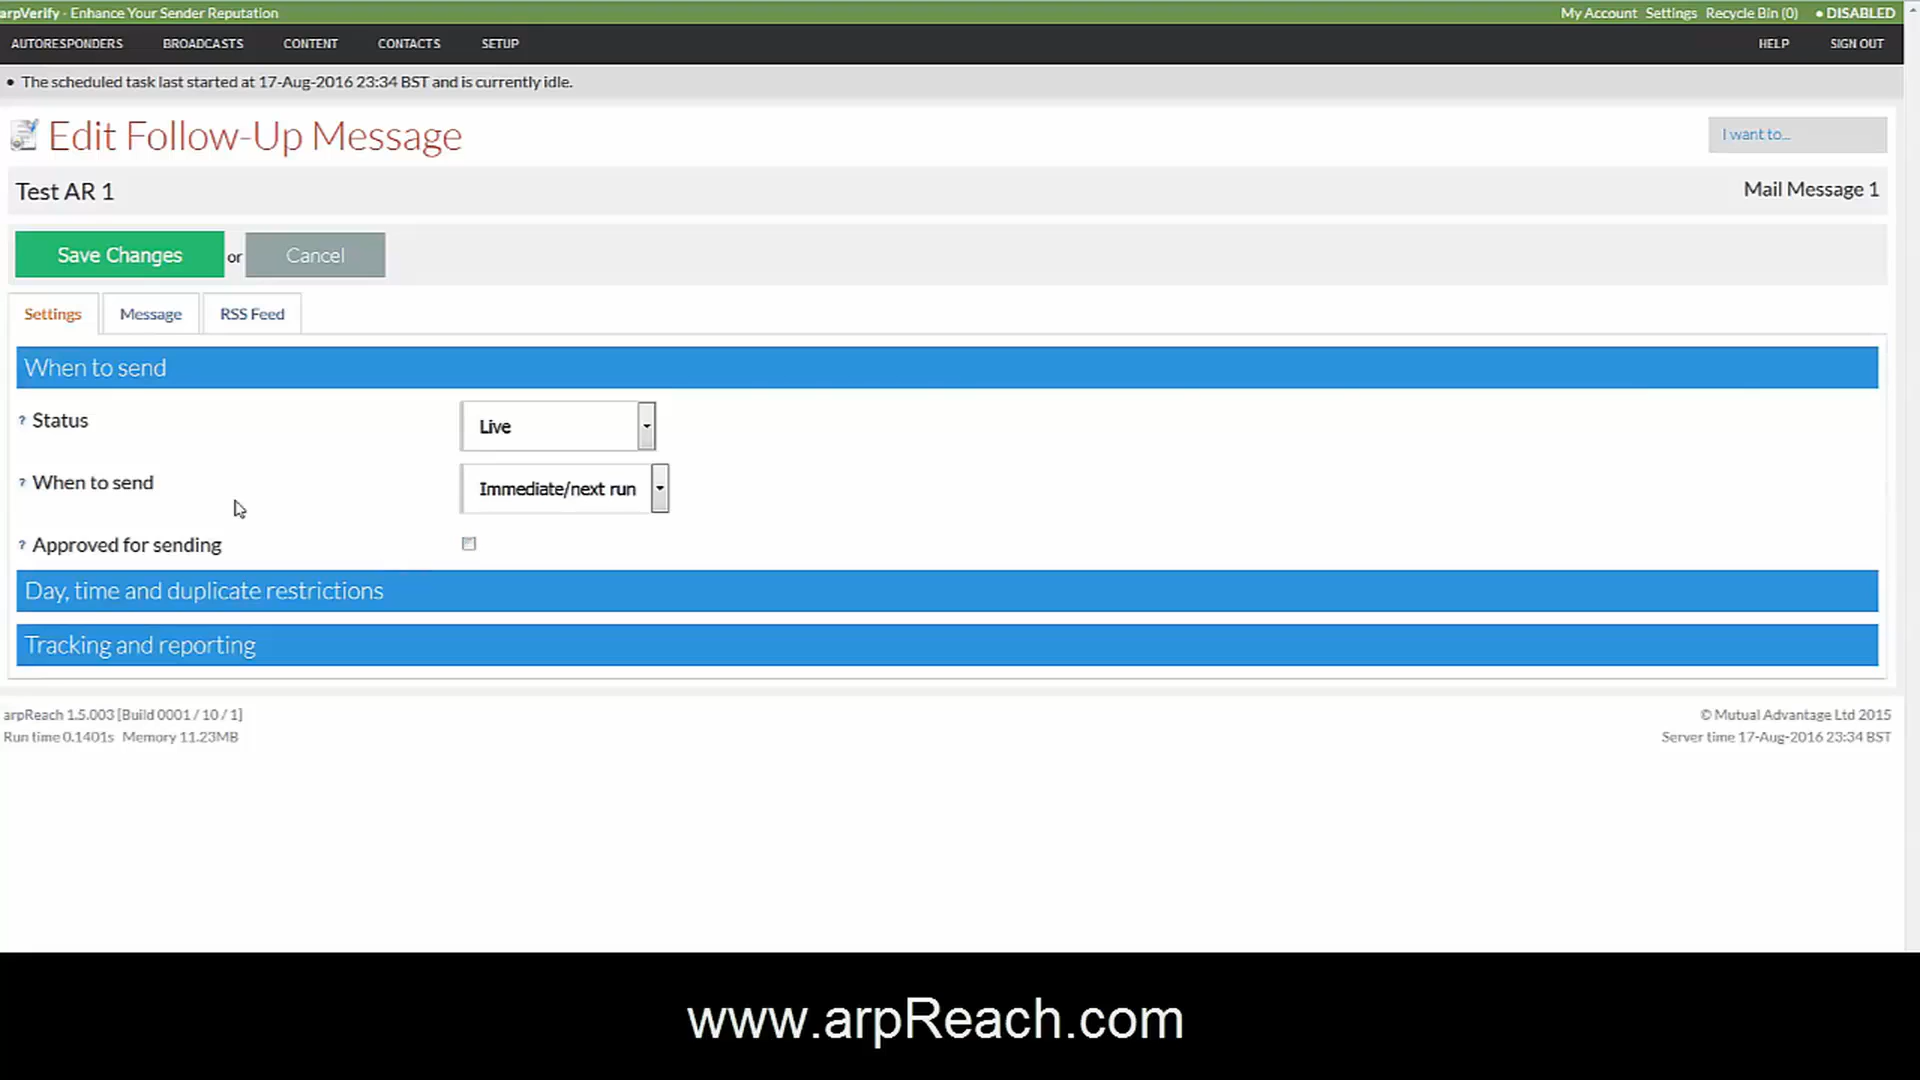 arpVerify - Enhance Your Sender Reputation
My Account Settings Recycle Bin (0) • DISABLED
AUTORESPONDERS BROADCASTS CONTENT CONTACTS SETUP HELP SIGN OUT
• The scheduled task last started at 17-Aug-2016 23:34 BST and is currently idle.
Edit Follow-Up Message
I want to...
Test AR 1
Mail Message 1
Save Changes or Cancel
Settings Message RSS Feed
When to send
? Status Live
? When to send Immediate/next run
? Approved for sending
Day, time and duplicate restrictions
Tracking and reporting
arpReach 1.5.003 [Build 0001 / 10 / 1]
© Mutual Advantage Ltd 2015
Run time 0.1401s Memory 11.23MB
Server time 17-Aug-2016 23:34 BST
www.arpReach.com